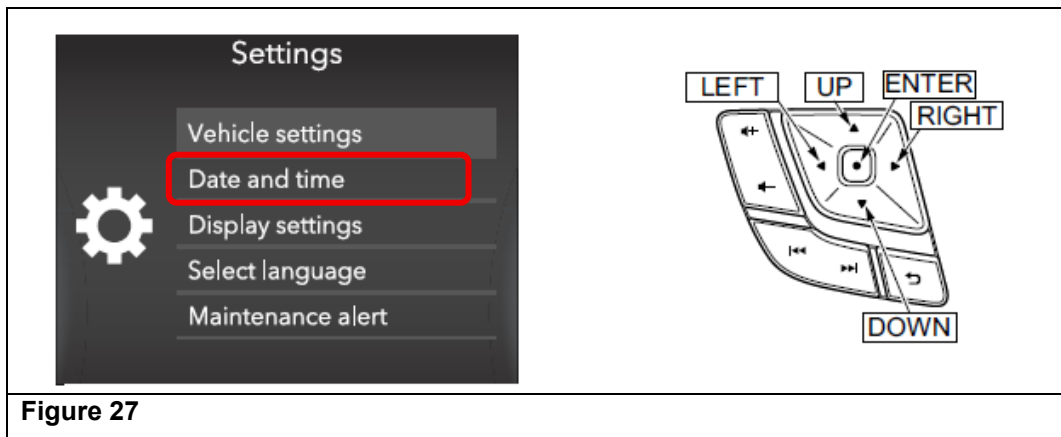 Settings
Vehicle settings
Date and time
Display settings
Select language
Maintenance alert
LEFT
UP
ENTER
RIGHT
DOWN
Figure 27